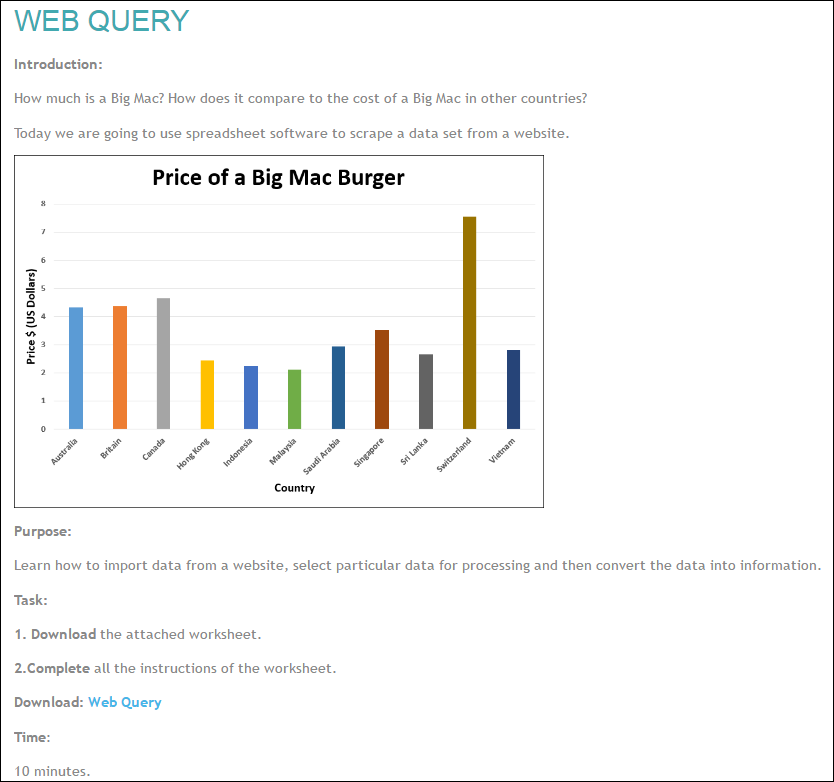 WEB QUERY
Introduction:
How much is a Big Mac? How does it compare to the cost of a Big Mac in other countries?
Today we are going to use spreadsheet software to scrape a data set from a website.
Price of a Big Mac Burger
Price $ (US Dollars)
8
7
6
5
4
3
2
1
0
Australia
Britain
Canada
Hong Kong
Indonesia
Malaysia
Saudi Arabia
Singapore
Sri Lanka
Switzerland
Vietnam
Country
Purpose:
Learn how to import data from a website, select particular data for processing and then convert the data into information.
Task:
1. Download the attached worksheet.
2.Complete all the instructions of the worksheet.
Download: Web Query
Time:
10 minutes.